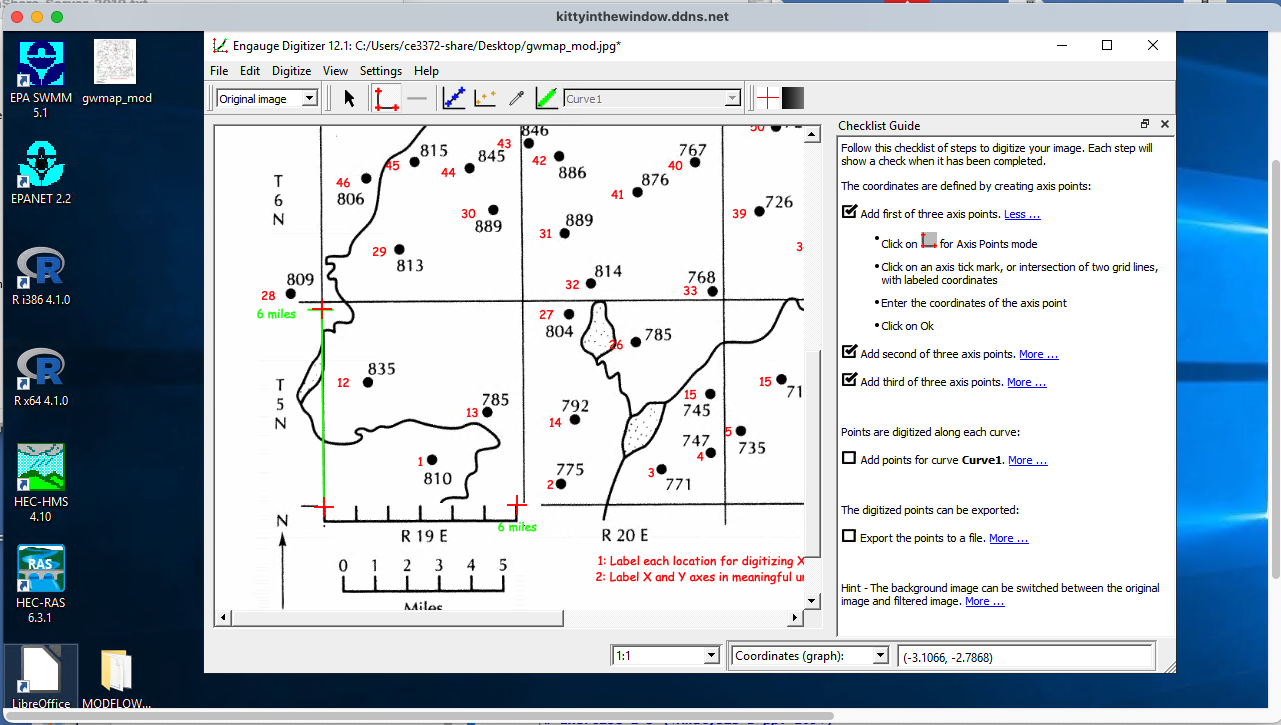 kittyinthewindow.ddns.net
EPA SWMM
5.1
gwmap_mod
EPANET 2.2
R i386 4.1.0
R x64 4.1.0
HEC-HMS
4.10
RAS
HEC-RAS
6.3.1
LibreOffice
MODFLOW...
Engauge Digitizer 12.1: C:/Users/ce3372-share/Desktop/gwmap_mod.jpg*
File Edit Digitize View Settings Help
Original image
Curve1
846
43
50
815
45
845
44
42
886
767
40
T
6
N
46
806
876
41
30
889
726
39
889
31
29
813
809
28
814
32
768
33
6 miles
27
804
785
26
835
12
T
5
N
785
13
792
14
15
745
15
71
5
735
747
4
1
810
775
2
3
771
N
6 miles
R 19 E
R 20 E
0 1 2 3 4 5
Miles
1: Label each location for digitizing X
2: Label X and Y axes in meaningful
Checklist Guide
Follow this checklist of steps to digitize your image. Each step
will show a check when it has been completed.
The coordinates are defined by creating axis points:
Add first of three axis points. Less ...
•Click on for Axis Points mode
•Click on an axis tick mark, or intersection of two grid lines,
with labeled coordinates
•Enter the coordinates of the axis point
•Click on Ok
Add second of three axis points. More ...
Add third of three axis points. More ...
Points are digitized along each curve:
Add points for curve Curve1. More ...
The digitized points can be exported:
Export the points to a file. More ...
Hint - The background image can be switched between the original
image and filtered image. More ...
1:1
Coordinates (graph):
(-3.1066, -2.7868)